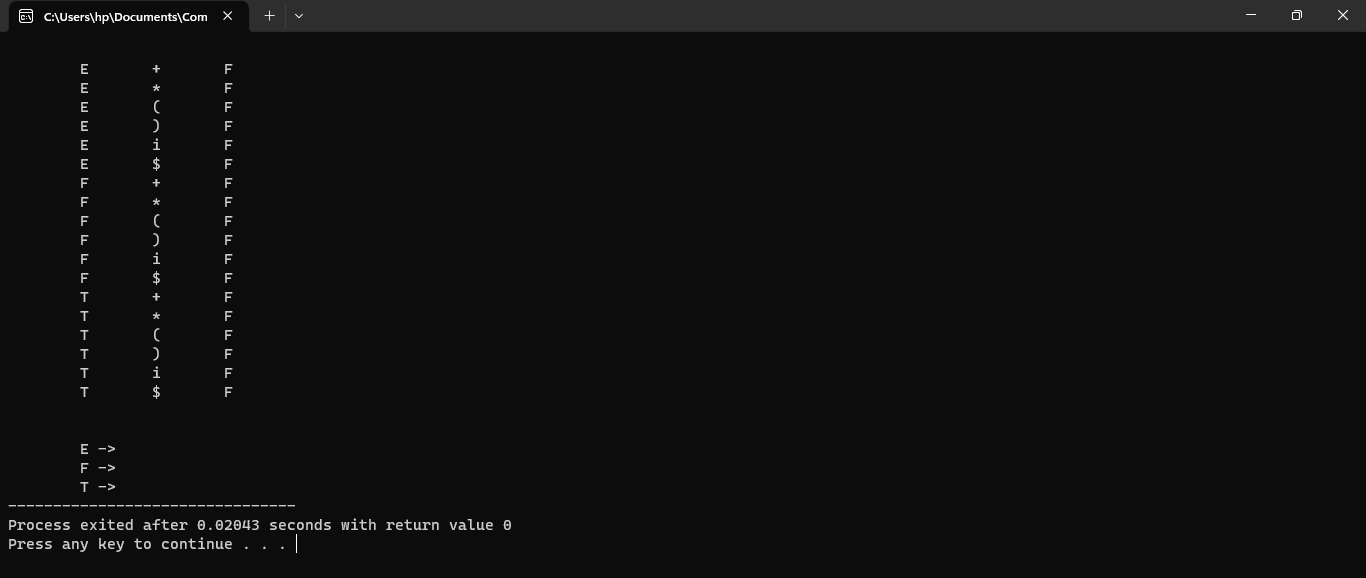 C:\Users\hp\Documents\Com
E + F
E * F
E ( F
E ) F
E i F
E $ F
F + F
F * F
F ( F
F ) F
F i F
F $ F
T + F
T * F
T ( F
T ) F
T i F
T $ F
E ->
F ->
T ->
--------------------------------
Process exited after 0.02043 seconds with return value 0
Press any key to continue . . .